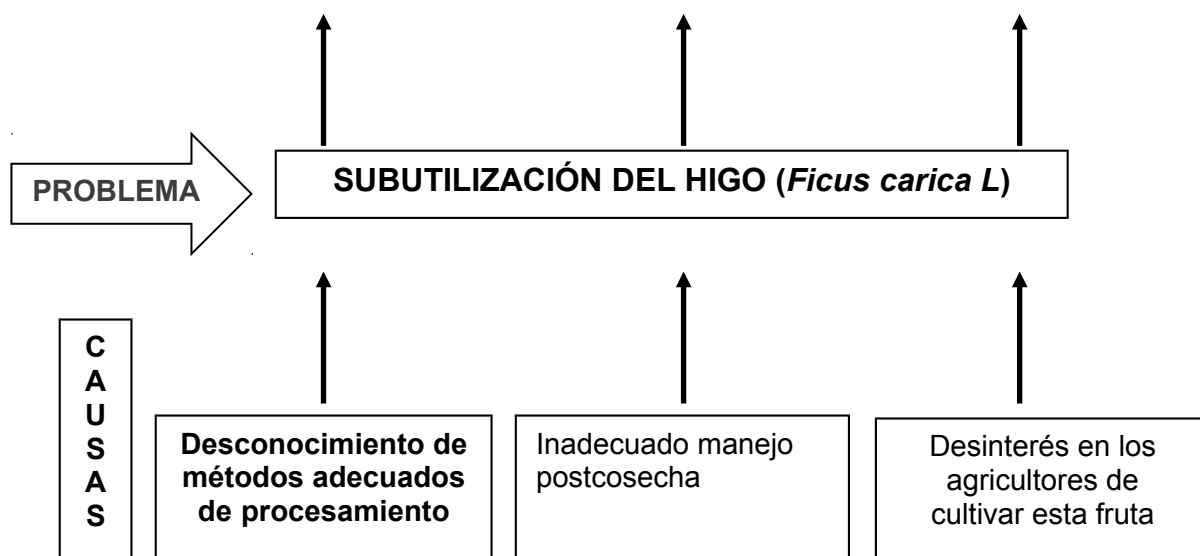 PROBLEMA
SUBUTILIZACIÓN DEL HIGO (Ficus carica L)
C
A
U
S
A
S
Desconocimiento de
métodos adecuados
de procesamiento
Inadecuado manejo
postcosecha
Desinterés en los
agricultores de
cultivar esta fruta